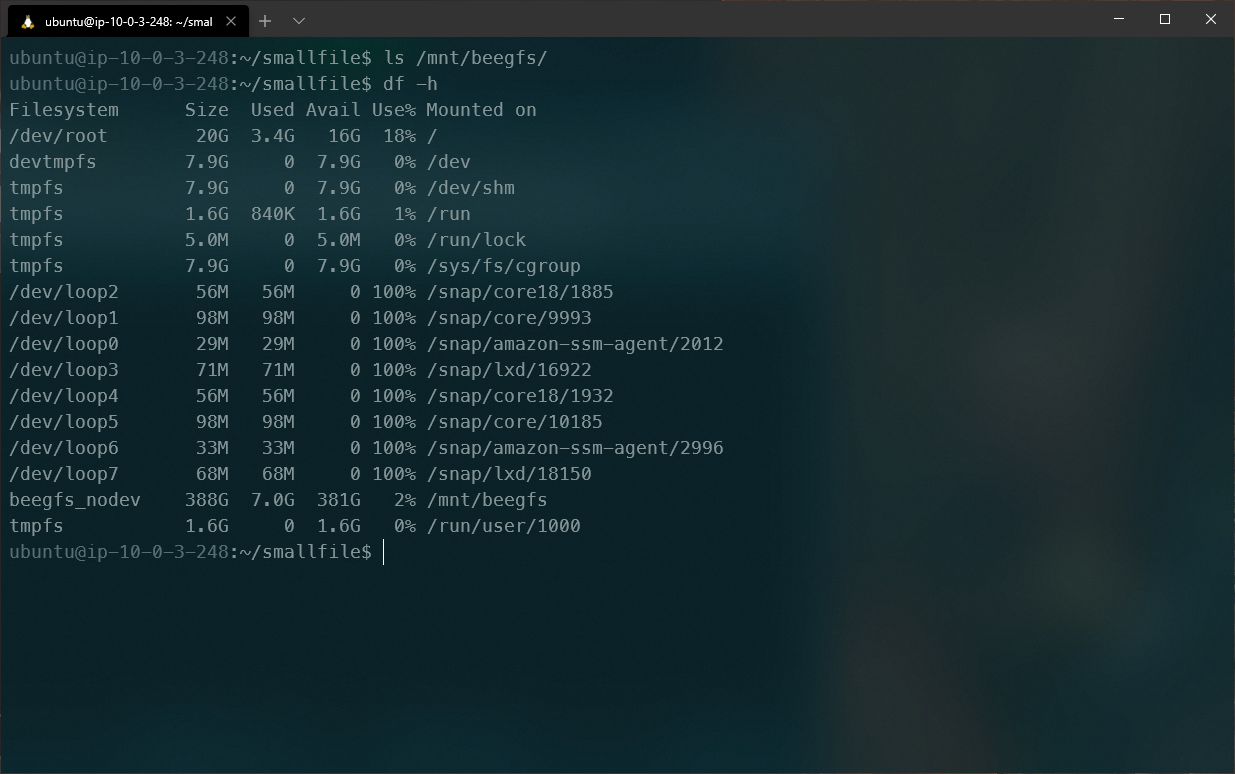 ubuntu@ip-10-0-3-248: ~/smal
ubuntu@ip-10-0-3-248:~/smallfile$ ls /mnt/beegfs/
ubuntu@ip-10-0-3-248:~/smallfile$ df -h
Filesystem      Size  Used Avail Use% Mounted on
/dev/root        20G  3.4G   16G  18% /
devtmpfs        7.9G     0  7.9G   0% /dev
tmpfs           7.9G     0  7.9G   0% /dev/shm
tmpfs           1.6G  840K  1.6G   1% /run
tmpfs           5.0M     0  5.0M   0% /run/lock
tmpfs           7.9G     0  7.9G   0% /sys/fs/cgroup
/dev/loop2       56M   56M     0 100% /snap/core18/1885
/dev/loop1       98M   98M     0 100% /snap/core/9993
/dev/loop0       29M   29M     0 100% /snap/amazon-ssm-agent/2012
/dev/loop3       71M   71M     0 100% /snap/lxd/16922
/dev/loop4       56M   56M     0 100% /snap/core18/1932
/dev/loop5       98M   98M     0 100% /snap/core/10185
/dev/loop6       33M   33M     0 100% /snap/amazon-ssm-agent/2996
/dev/loop7       68M   68M     0 100% /snap/lxd/18150
beegfs_nodev    388G  7.0G  381G   2% /mnt/beegfs
tmpfs           1.6G     0  1.6G   0% /run/user/1000
ubuntu@ip-10-0-3-248:~/smallfile$